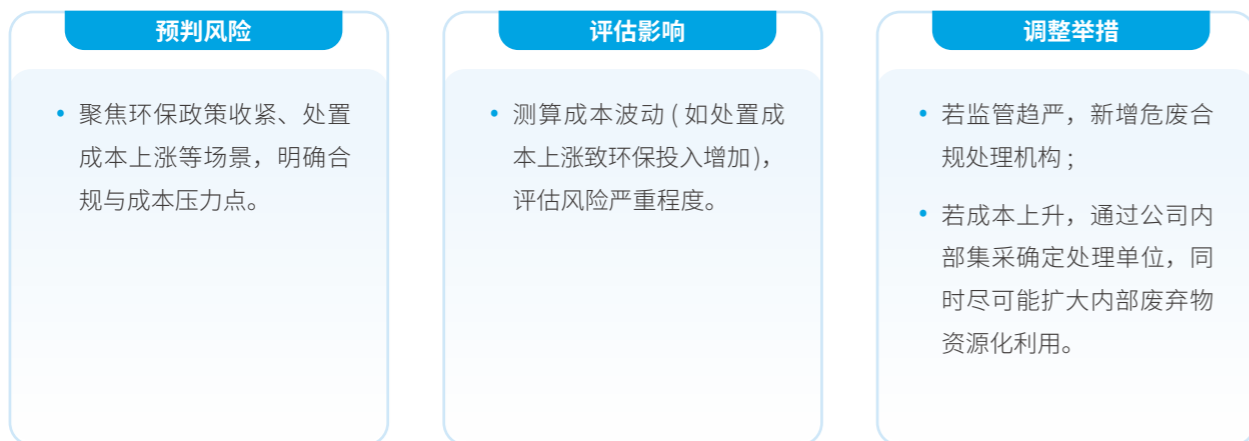 预判风险
• 聚焦环保政策收紧、处置
成本上涨等场景，明确合
规与成本压力点。
评估影响
• 测算成本波动 ( 如处置成
本上涨致环保投入增加)，
评估风险严重程度。
调整举措
• 若监管趋严，新增危废合
规处理机构 ;
• 若成本上升，通过公司内
部集采确定处理单位，同
时尽可能扩大内部废弃物
资源化利用。